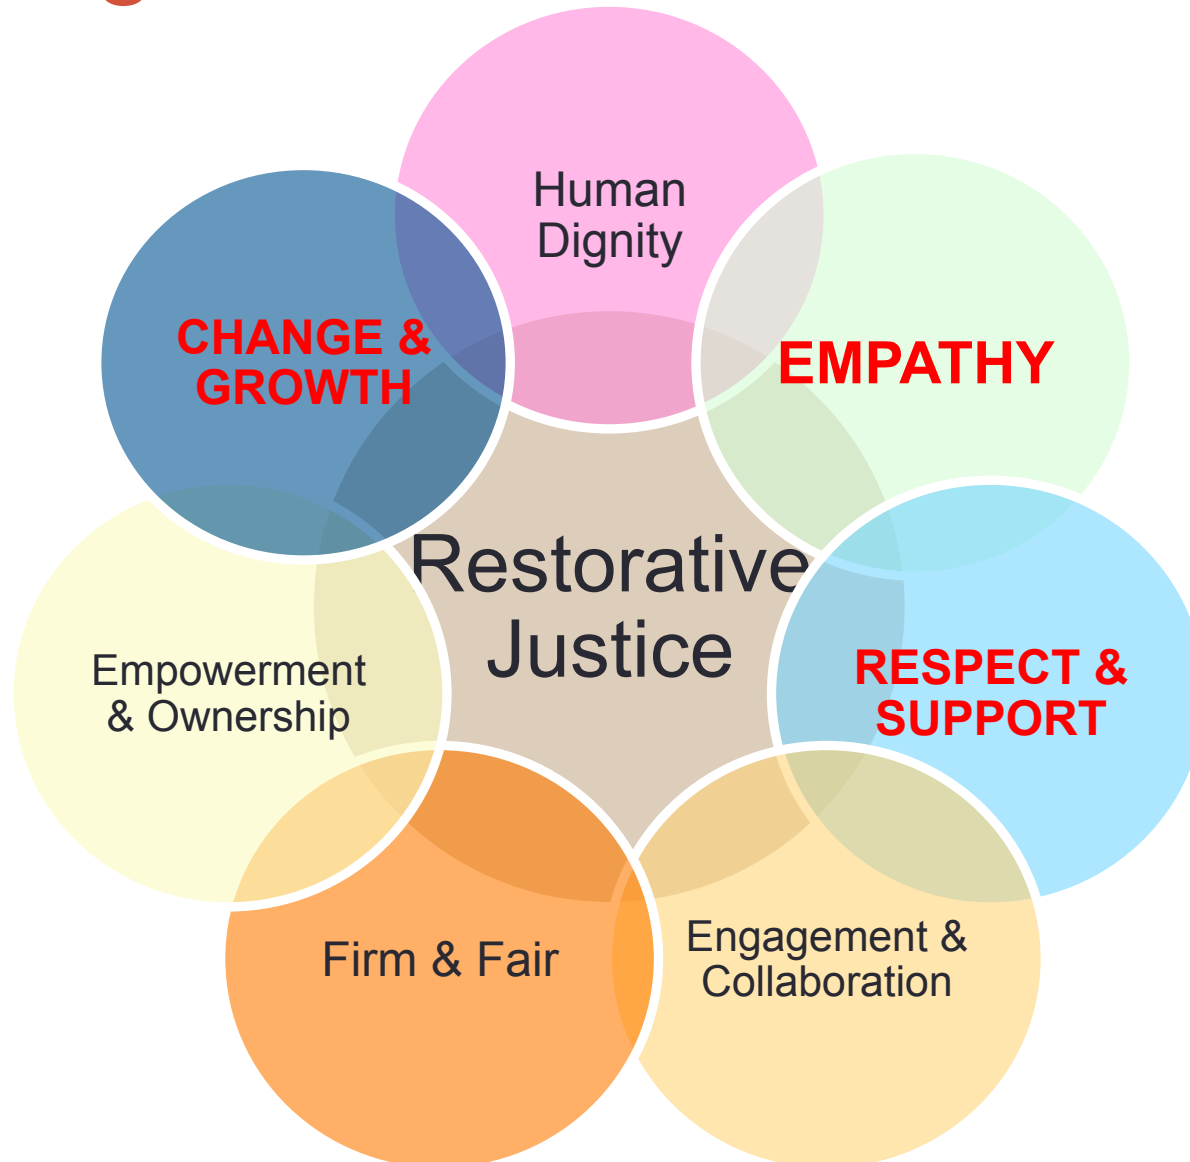 Human
Dignity
EMPATHY
RESPECT &
SUPPORT
Engagement &
Collaboration
Firm & Fair
Empowerment
& Ownership
CHANGE &
GROWTH
Restorative
Justice